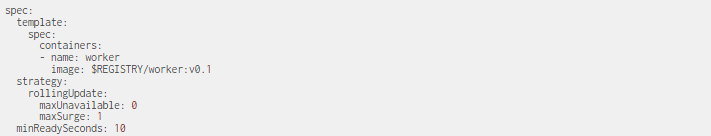 spec:
  template:
    spec:
      containers:
      - name: worker
        image: $REGISTRY/worker:v0.1
  strategy:
    rollingUpdate:
      maxUnavailable: 0
      maxSurge: 1
  minReadySeconds: 10